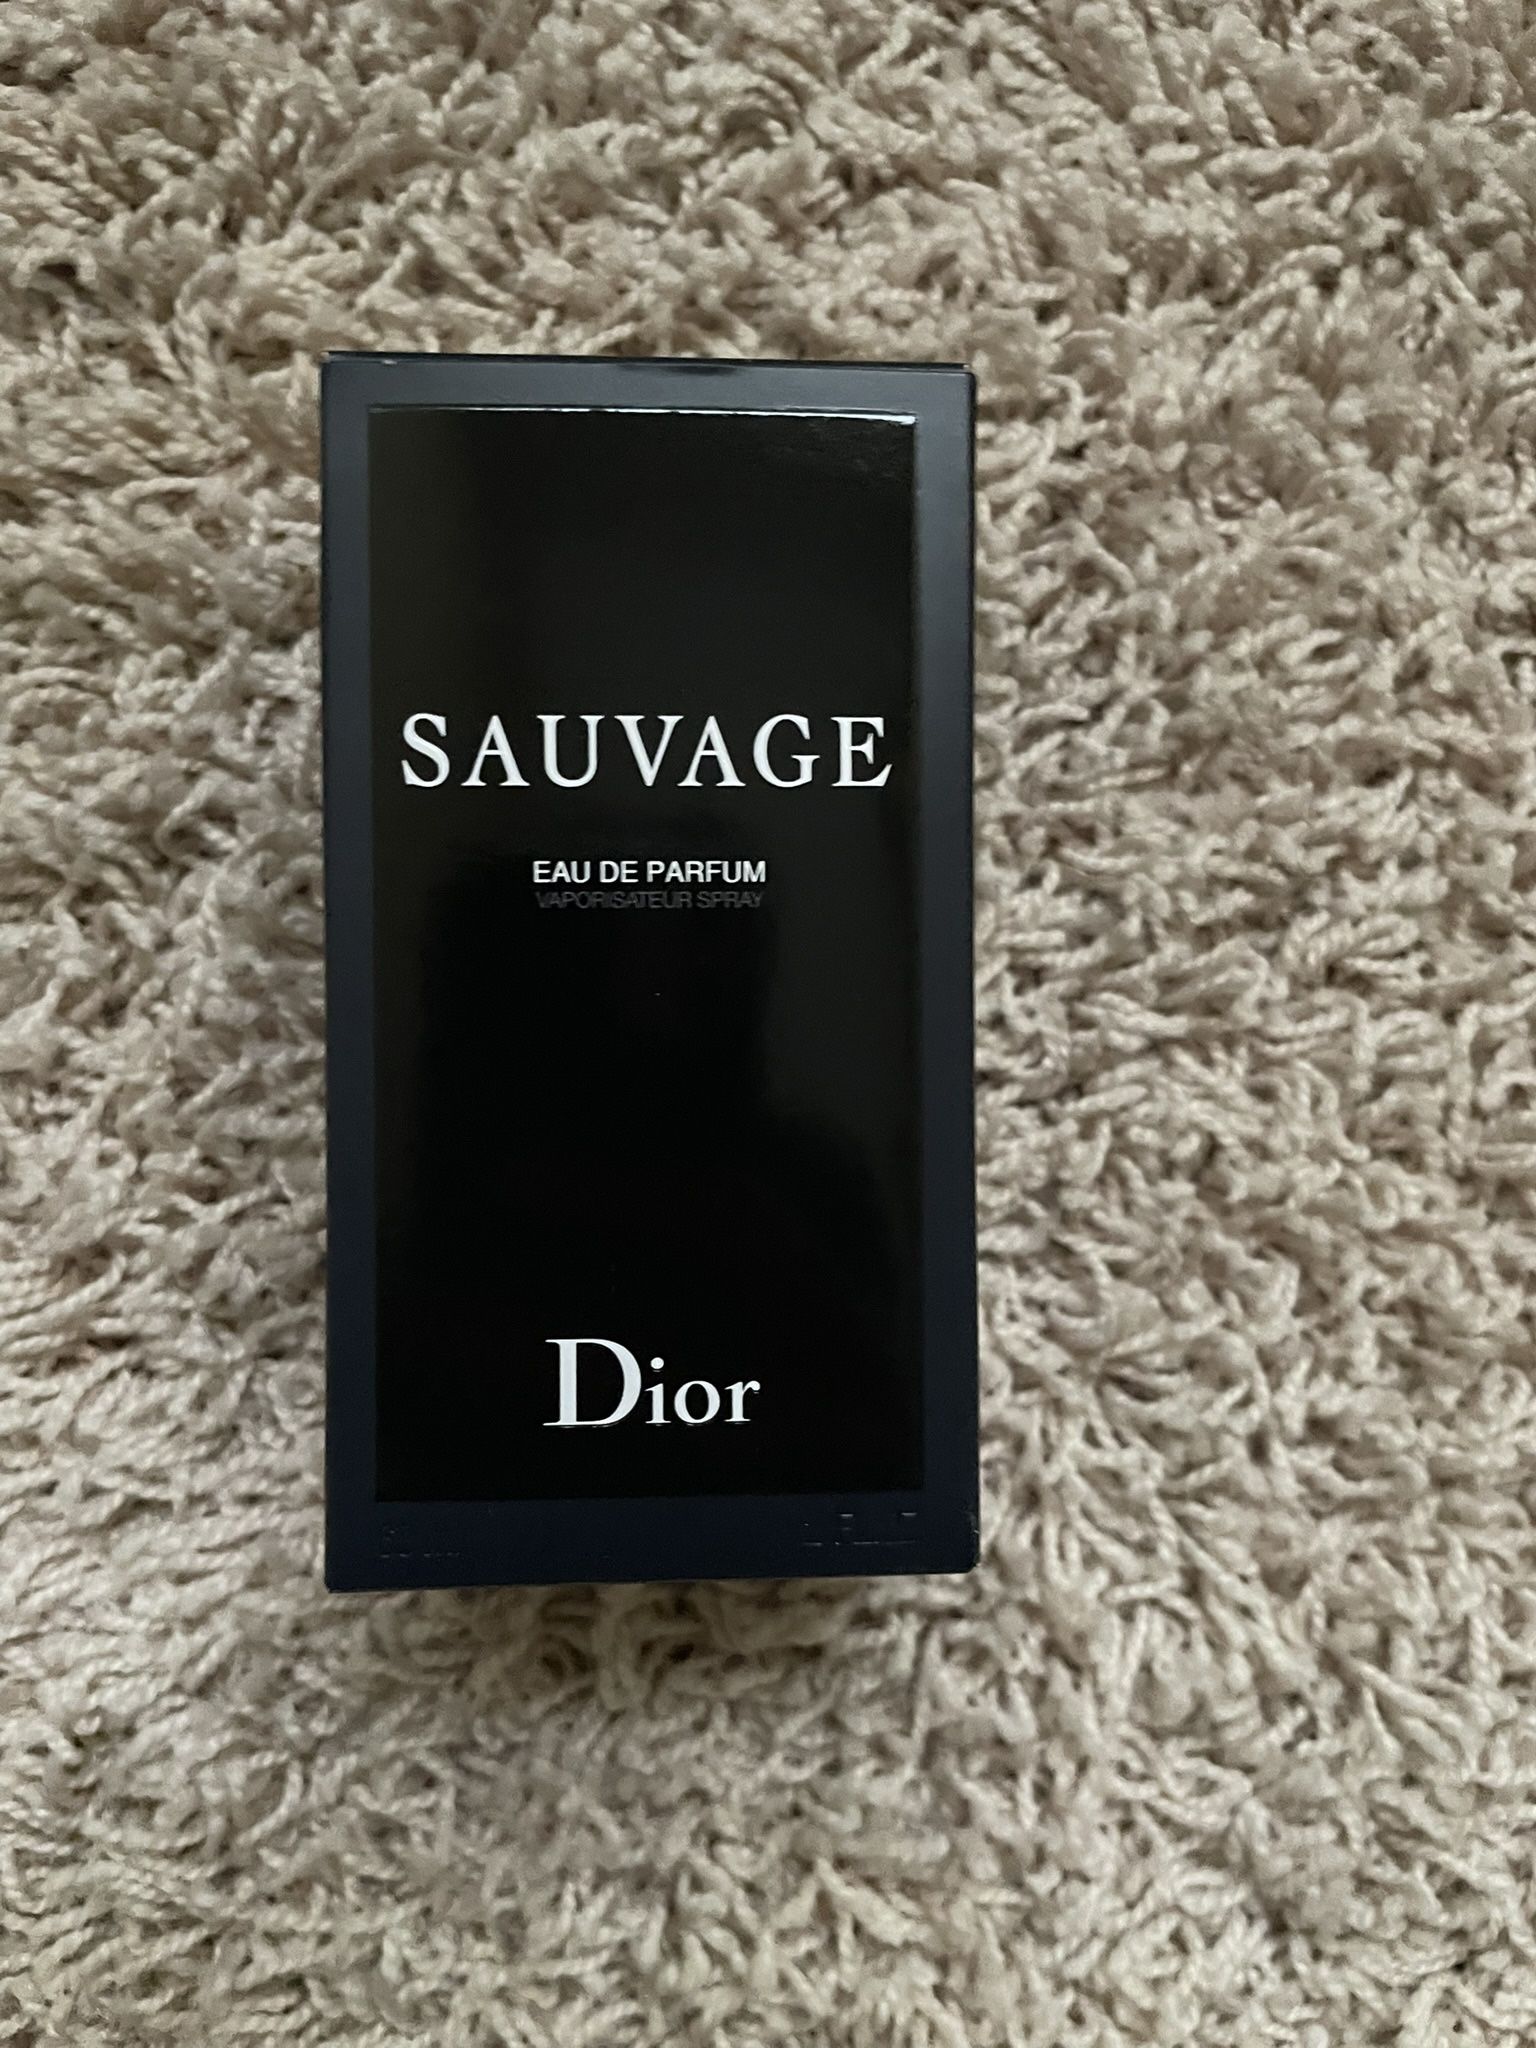 SAUVAGE
EAU DE PARFUM
VAPORISATEUR SPRAY
Dior